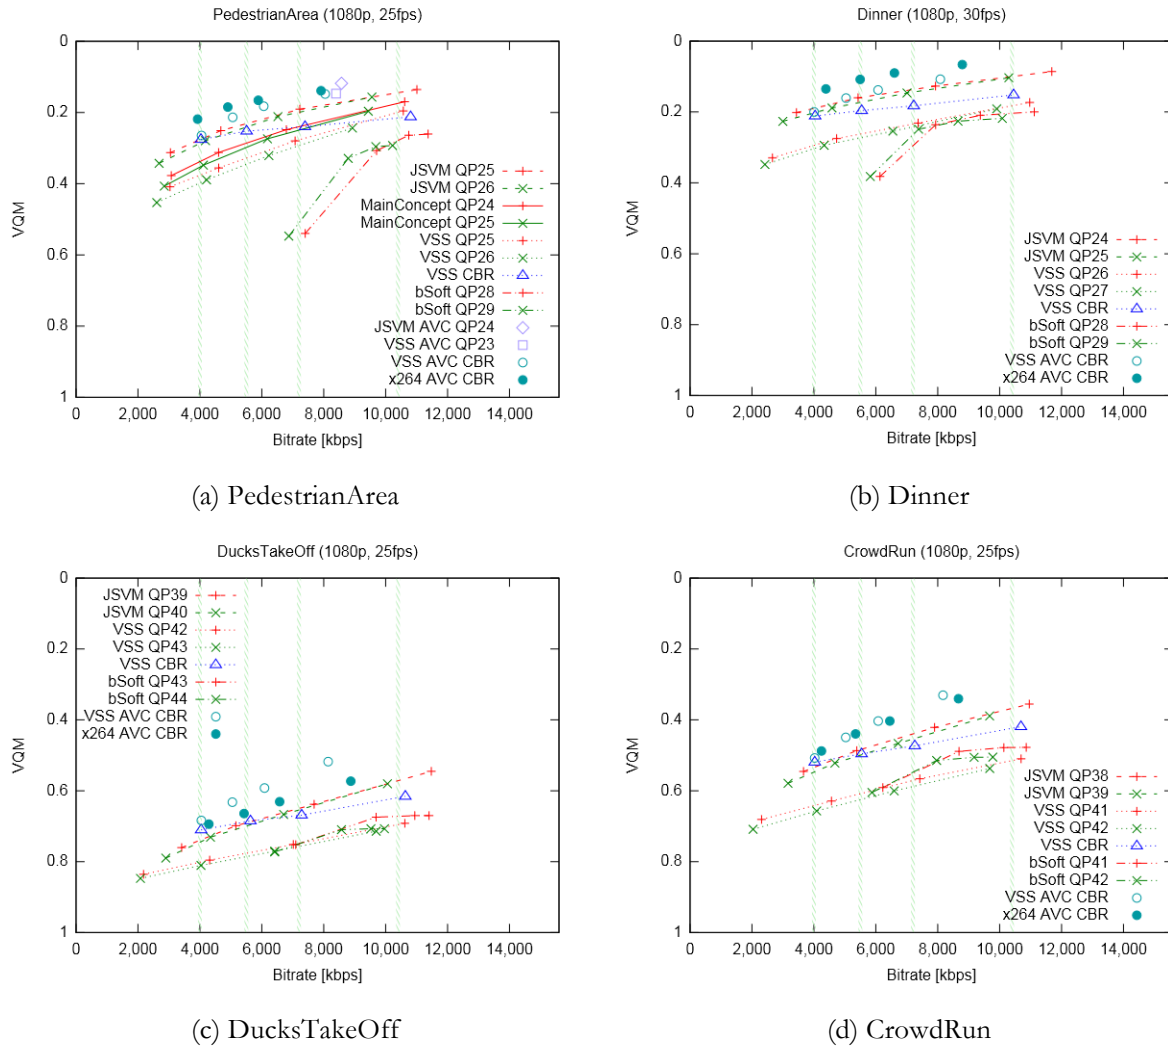 PedestrianArea (1080p, 25fps)
0
0.2
0.4
0.6
0.8
1
VQM
JSVM QP25
JSVM QP26
MainConcept QP24
MainConcept QP25
VSS QP25
VSS QP26
VSS CBR
bSoft QP28
bSoft QP29
JSVM AVC QP24
VSS AVC QP23
VSS AVC CBR
x264 AVC CBR
0 2,000 4,000 6,000 8,000 10,000 12,000 14,000
Bitrate [kbps]
(a) PedestrianArea
Dinner (1080p, 30fps)
0
0.2
0.4
0.6
0.8
1
VQM
JSVM QP24
JSVM QP25
VSS QP26
VSS QP27
VSS CBR
bSoft QP28
bSoft QP29
VSS AVC CBR
x264 AVC CBR
0 2,000 4,000 6,000 8,000 10,000 12,000 14,000
Bitrate [kbps]
(b) Dinner
DucksTakeOff (1080p, 25fps)
0
0.2
0.4
0.6
0.8
1
VQM
JSVM QP39
JSVM QP40
VSS QP42
VSS QP43
VSS CBR
bSoft QP43
bSoft QP44
VSS AVC CBR
x264 AVC CBR
0 2,000 4,000 6,000 8,000 10,000 12,000 14,000
Bitrate [kbps]
(c) DucksTakeOff
CrowdRun (1080p, 25fps)
0
0.2
0.4
0.6
0.8
1
VQM
JSVM QP38
JSVM QP39
VSS QP41
VSS QP42
VSS CBR
bSoft QP41
bSoft QP42
VSS AVC CBR
x264 AVC CBR
0 2,000 4,000 6,000 8,000 10,000 12,000 14,000
Bitrate [kbps]
(d) CrowdRun